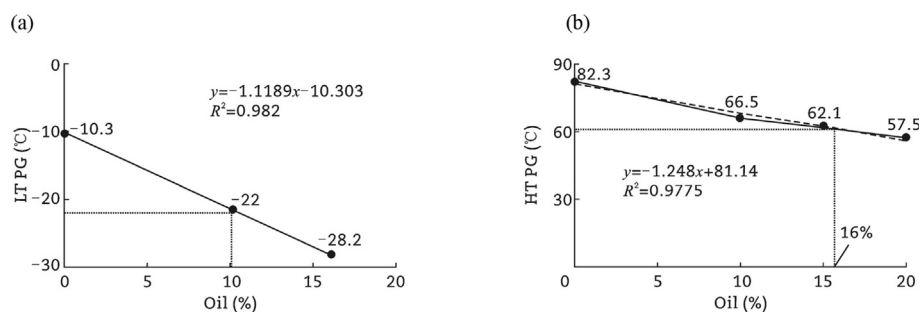 (a)
0
−10
−20
−30
LT PG (℃)
y=−1.1189x−10.303
R²=0.982
−10.3
−22
−28.2
0
5
10
15
20
Oil (%)
(b)
90
60
30
HT PG (℃)
82.3
66.5
62.1
57.5
y=−1.248x+81.14
R²=0.9775
16%
0
5
10
15
20
Oil (%)